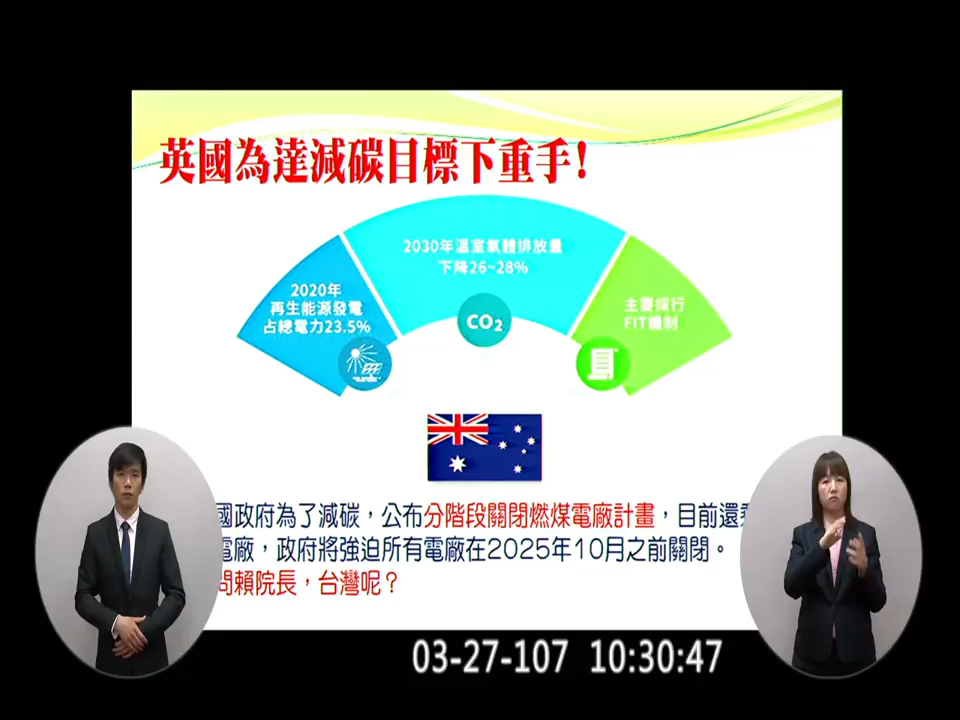 英國為達減碳目標下重手!
2030年溫室氣體排放量
下降26~28%
2020年
再生能源發電
占總電力23.5%
主要採行
FIT機制
CO₂
國政府為了減碳，公布分階段關閉燃煤電廠計畫，目前還
電廠，政府將強迫所有電廠在2025年10月之前關閉。
問賴院長，台灣呢？
03-27-107 10:30:47